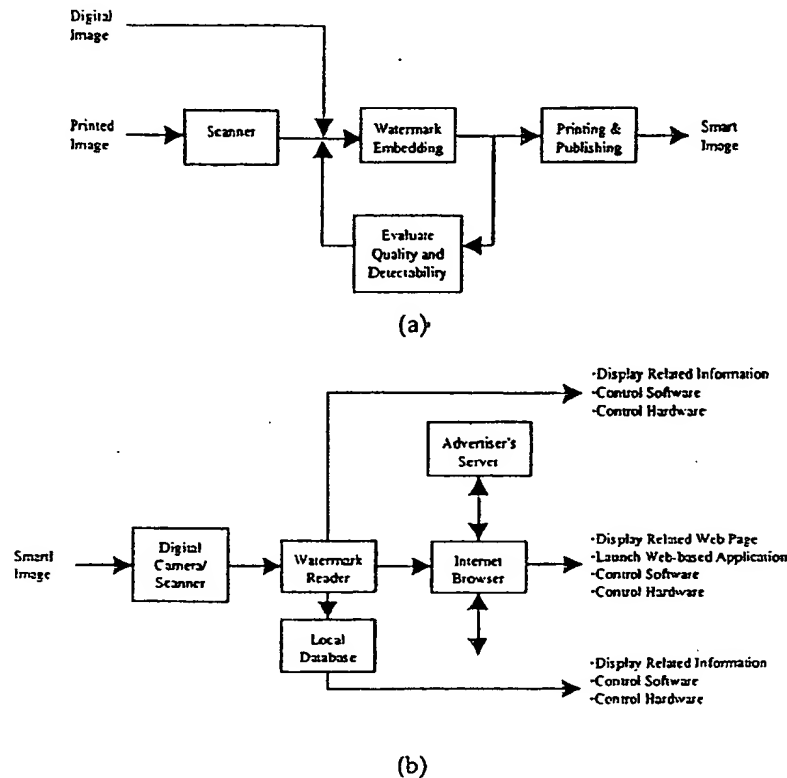 Digital
Image
Printed
Image
Scanner
Watermark
Embedding
Printing &
Publishing
Smart
Image
Evaluate
Quality and
Detectability
(a)
·Display Related Information
·Control Software
·Control Hardware
Advertiser's
Server
Smart
Image
Digital
Camera/
Scanner
Watermark
Reader
Internet
Browser
·Display Related Web Page
·Launch Web-based Application
·Control Software
·Control Hardware
Local
Database
·Display Related Information
·Control Software
·Control Hardware
(b)